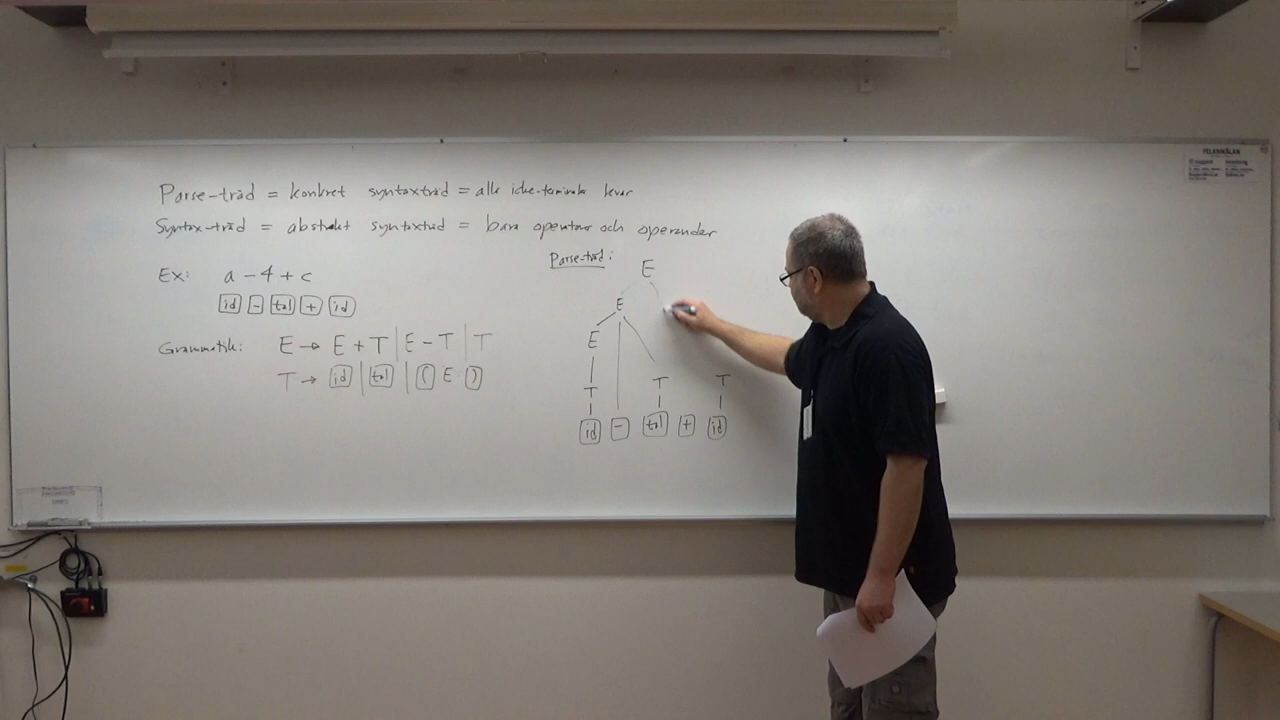 Parse-träd = konkret syntaxträd = alla icke-terminaler kvar
Syntax-träd = abstrakt syntaxträd = bara operatorer och operander
Parse-träd:
Ex: a - 4 + c
id - tal + id
Grammatik: E → E + T | E - T | T
T → id | tal | ( E )
E
E
E
T T T
id - tal + id
FELANMÄLAN